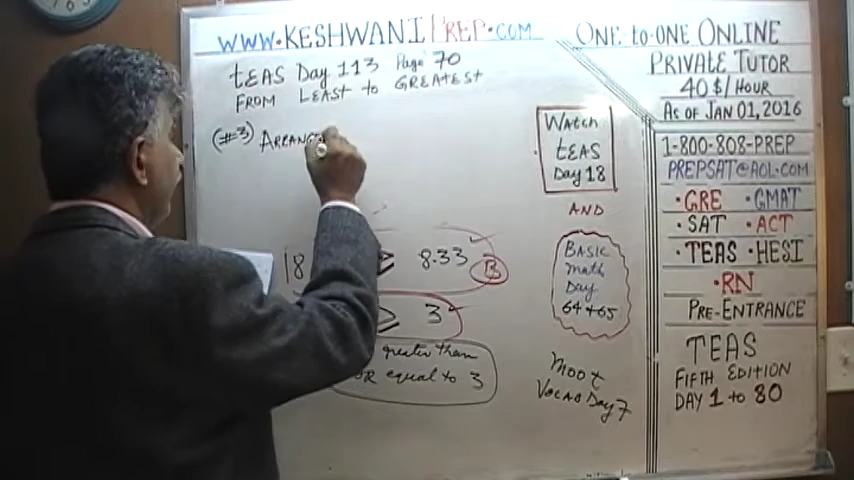 WWW.KESHWANIPREP.COM
TEAS Day 113 Page 70
FROM LEAST to GREATEST
(#3) ARRANGE
18
≥ 8.33
B
≥ 3
greater than
OR equal to 3
Watch
TEAS
Day 18
AND
BASIC
math
Day
64+65
MOOT
VOCAB Day 7
ONE to-ONE ONLINE
PRIVATE TUTOR
40 $/HOUR
AS OF JAN 01, 2016
1-800-808-PREP
PREPSAT@AOL.COM
•GRE •GMAT
•SAT •ACT
•TEAS •HESI
•RN
PRE-ENTRANCE
TEAS
FIFTH EDITION
DAY 1 to 80